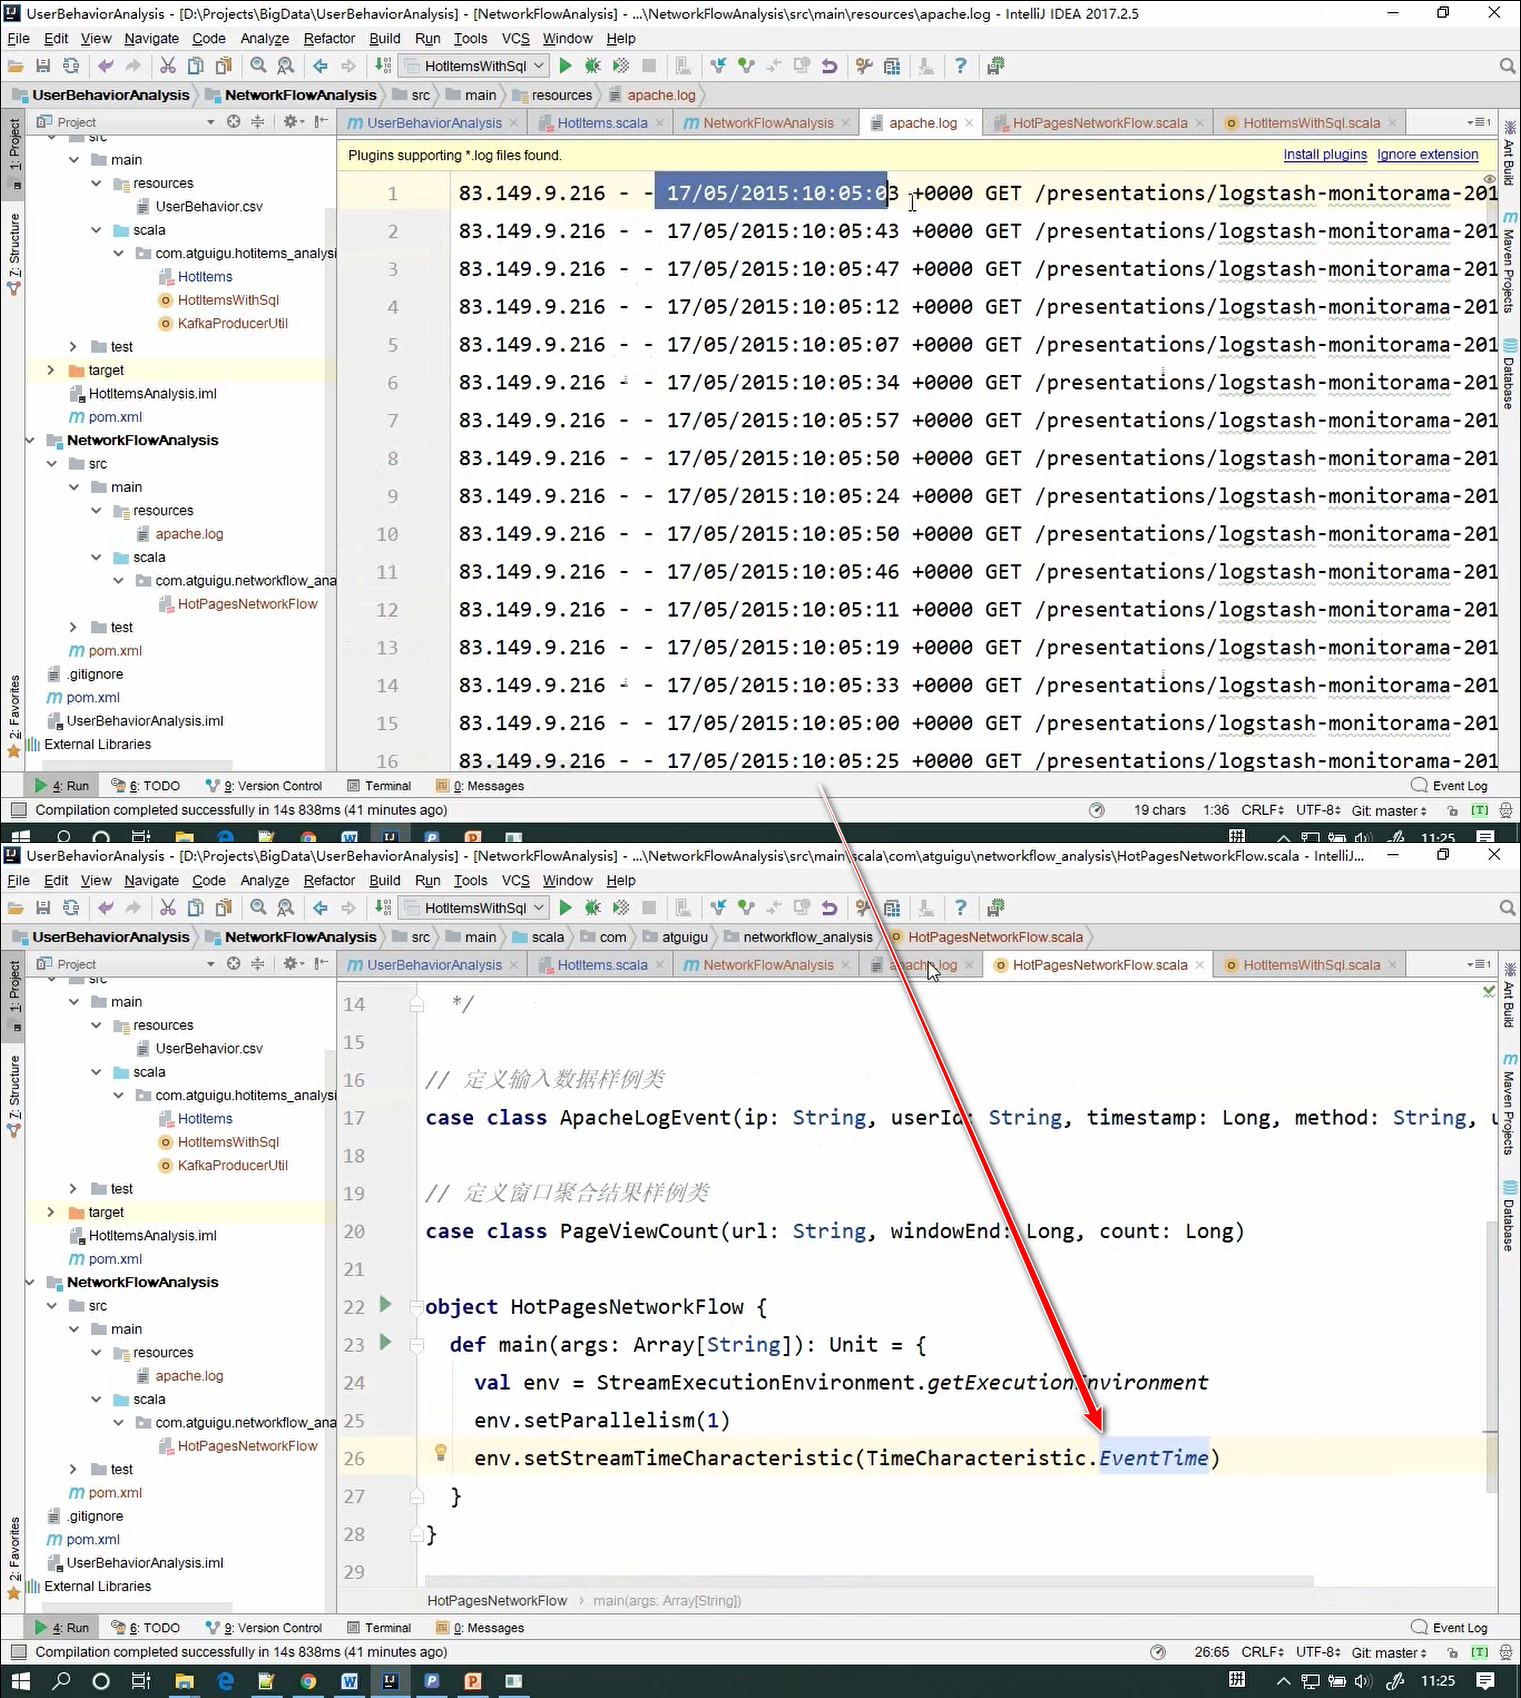 UserBehaviorAnalysis - [D:\Projects\BigData\UserBehaviorAnalysis] - [NetworkFlowAnalysis] - ...\NetworkFlowAnalysis\src\main\resources\apache.log - IntelliJ IDEA 2017.2.5
File Edit View Navigate Code Analyze Refactor Build Run Tools VCS Window Help
HotItemsWithSql
UserBehaviorAnalysis NetworkFlowAnalysis src main resources apache.log
Project
UserBehaviorAnalysis HotItems.scala NetworkFlowAnalysis apache.log HotPagesNetworkFlow.scala HotItemsWithSql.scala
1: Project
7: Structure
2: Favorites
src
main
resources
UserBehavior.csv
scala
com.atguigu.hotitems_analysi
HotItems
HotItemsWithSql
KafkaProducerUtil
test
target
HotItemsAnalysis.iml
pom.xml
NetworkFlowAnalysis
src
main
resources
apache.log
scala
com.atguigu.networkflow_ana
HotPagesNetworkFlow
test
pom.xml
.gitignore
pom.xml
UserBehaviorAnalysis.iml
External Libraries
Plugins supporting *.log files found. Install plugins Ignore extension
1 83.149.9.216 - - 17/05/2015:10:05:03 +0000 GET /presentations/logstash-monitorama-201
2 83.149.9.216 - - 17/05/2015:10:05:43 +0000 GET /presentations/logstash-monitorama-201
3 83.149.9.216 - - 17/05/2015:10:05:47 +0000 GET /presentations/logstash-monitorama-201
4 83.149.9.216 - - 17/05/2015:10:05:12 +0000 GET /presentations/logstash-monitorama-201
5 83.149.9.216 - - 17/05/2015:10:05:07 +0000 GET /presentations/logstash-monitorama-201
6 83.149.9.216 - - 17/05/2015:10:05:34 +0000 GET /presentations/logstash-monitorama-201
7 83.149.9.216 - - 17/05/2015:10:05:57 +0000 GET /presentations/logstash-monitorama-201
8 83.149.9.216 - - 17/05/2015:10:05:50 +0000 GET /presentations/logstash-monitorama-201
9 83.149.9.216 - - 17/05/2015:10:05:24 +0000 GET /presentations/logstash-monitorama-201
10 83.149.9.216 - - 17/05/2015:10:05:50 +0000 GET /presentations/logstash-monitorama-201
11 83.149.9.216 - - 17/05/2015:10:05:46 +0000 GET /presentations/logstash-monitorama-201
12 83.149.9.216 - - 17/05/2015:10:05:11 +0000 GET /presentations/logstash-monitorama-201
13 83.149.9.216 - - 17/05/2015:10:05:19 +0000 GET /presentations/logstash-monitorama-201
14 83.149.9.216 - - 17/05/2015:10:05:33 +0000 GET /presentations/logstash-monitorama-201
15 83.149.9.216 - - 17/05/2015:10:05:00 +0000 GET /presentations/logstash-monitorama-201
16 83.149.9.216 - - 17/05/2015:10:05:25 +0000 GET /presentations/logstash-monitorama-201
Ant Build
Maven Projects
Database
4: Run 6: TODO 9: Version Control Terminal 0: Messages Event Log
Compilation completed successfully in 14s 838ms (41 minutes ago) 19 chars 1:36 CRLF UTF-8 Git: master [T]
拼 11:25
UserBehaviorAnalysis - [D:\Projects\BigData\UserBehaviorAnalysis] - [NetworkFlowAnalysis] - ...\NetworkFlowAnalysis\src\main\scala\com\atguigu\networkflow_analysis\HotPagesNetworkFlow.scala - IntelliJ...
File Edit View Navigate Code Analyze Refactor Build Run Tools VCS Window Help
HotItemsWithSql
UserBehaviorAnalysis NetworkFlowAnalysis src main scala com atguigu networkflow_analysis HotPagesNetworkFlow.scala
Project
UserBehaviorAnalysis HotItems.scala NetworkFlowAnalysis apache.log HotPagesNetworkFlow.scala HotItemsWithSql.scala
1: Project
7: Structure
2: Favorites
src
main
resources
UserBehavior.csv
scala
com.atguigu.hotitems_analysi
HotItems
HotItemsWithSql
KafkaProducerUtil
test
target
HotItemsAnalysis.iml
pom.xml
NetworkFlowAnalysis
src
main
resources
apache.log
scala
com.atguigu.networkflow_ana
HotPagesNetworkFlow
test
pom.xml
.gitignore
pom.xml
UserBehaviorAnalysis.iml
External Libraries
14 */
15
16 // 定义输入数据样例类
17 case class ApacheLogEvent(ip: String, userId: String, timestamp: Long, method: String, u
18
19 // 定义窗口聚合结果样例类
20 case class PageViewCount(url: String, windowEnd: Long, count: Long)
21
22 object HotPagesNetworkFlow {
23 def main(args: Array[String]): Unit = {
24 val env = StreamExecutionEnvironment.getExecutionEnvironment
25 env.setParallelism(1)
26 env.setStreamTimeCharacteristic(TimeCharacteristic.EventTime)
27 }
28 }
29
HotPagesNetworkFlow main(args: Array[String])
Ant Build
Maven Projects
Database
4: Run 6: TODO 9: Version Control Terminal 0: Messages Event Log
Compilation completed successfully in 14s 838ms (41 minutes ago) 26:65 CRLF UTF-8 Git: master [T]
拼 11:25